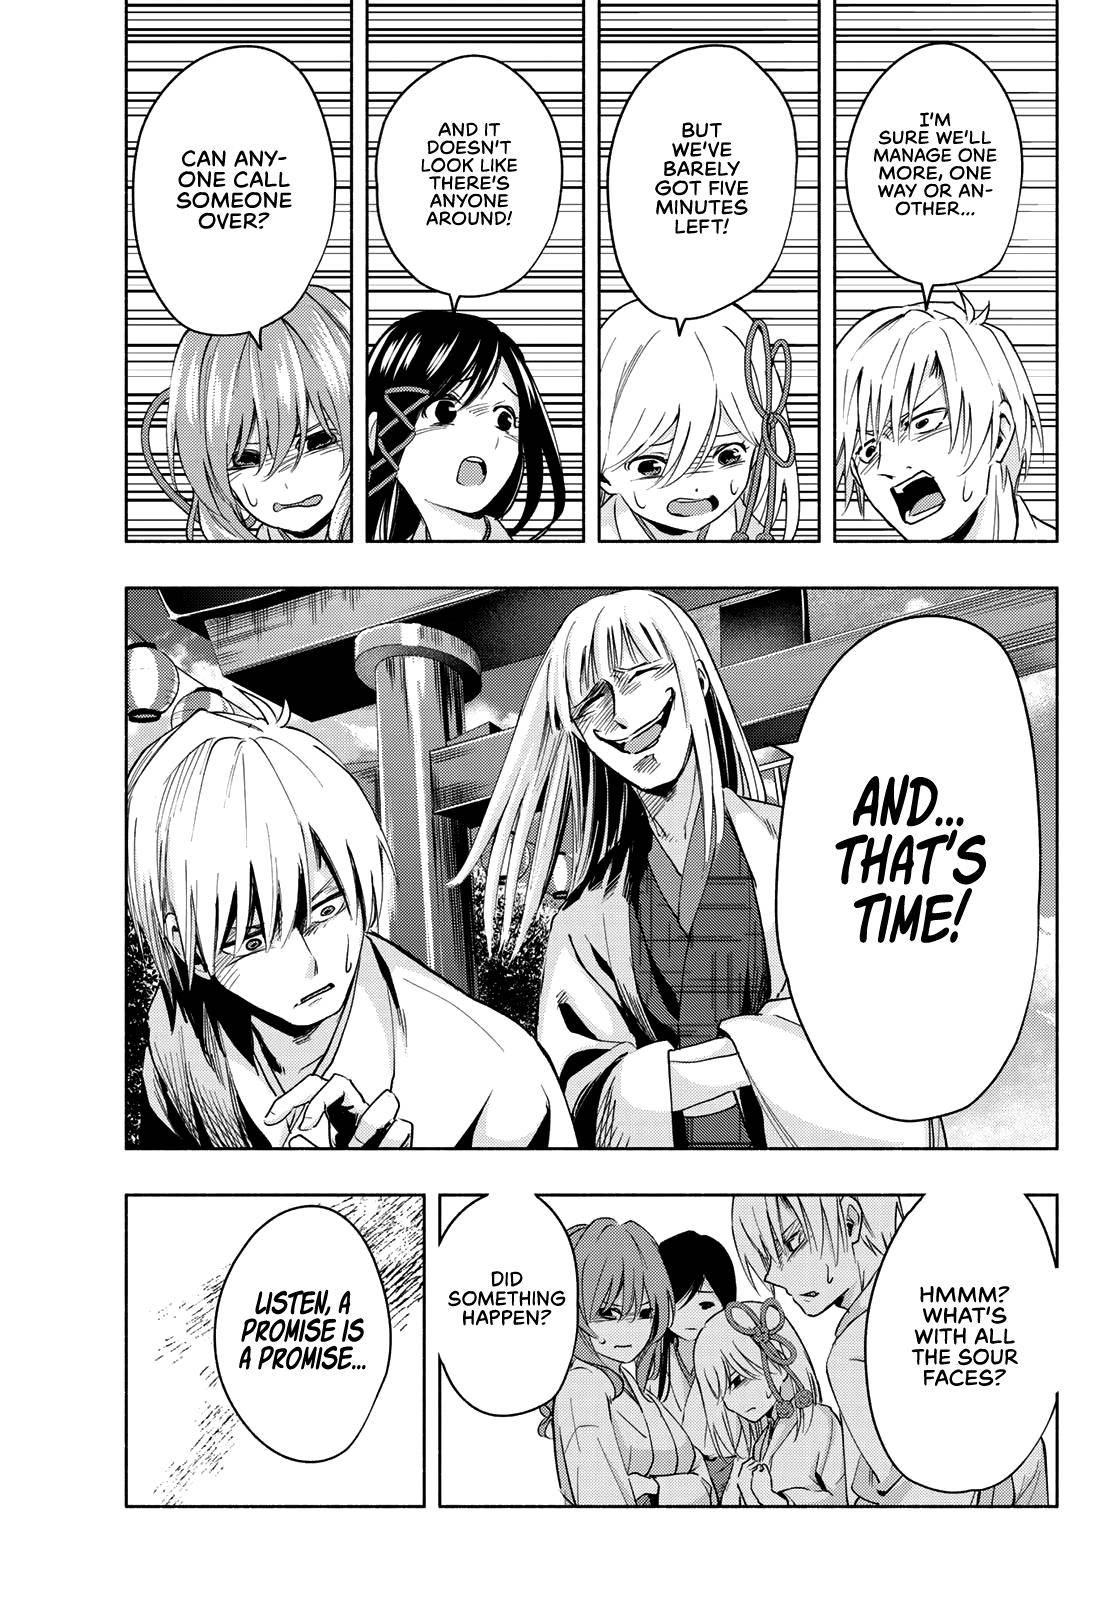 I'M
SURE WE'LL
MANAGE ONE
MORE, ONE
WAY OR AN-
OTHER...
BUT
WE'VE
BARELY
GOT FIVE
MINUTES
LEFT!
AND IT
DOESN'T
LOOK LIKE
THERE'S
ANYONE
AROUND!
CAN ANY-
ONE CALL
SOMEONE
OVER?
AND...
THAT'S
TIME!
HMMM?
WHAT'S
WITH ALL
THE SOUR
FACES?
DID
SOMETHING
HAPPEN?
LISTEN, A
PROMISE IS
A PROMISE...